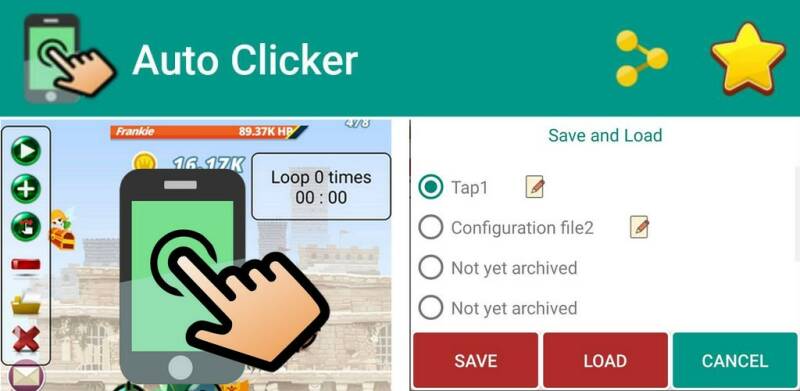 Auto Clicker
Frankie 89.37K HP
4/8
16.17K
Loop 0 times
00 : 00
Save and Load
Tap1
Configuration file2
Not yet archived
Not yet archived
SAVE LOAD CANCEL